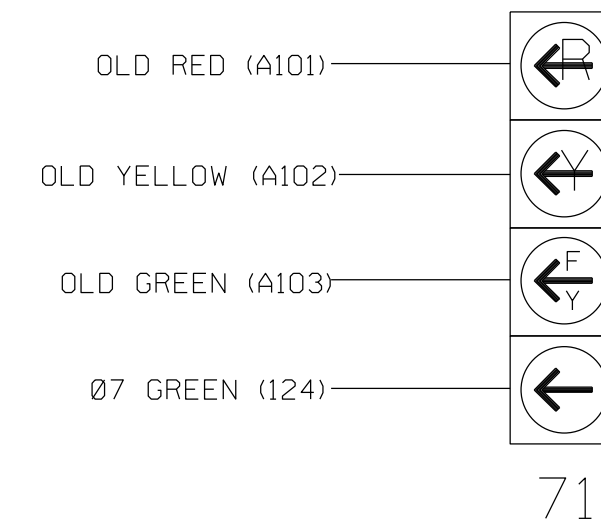 OLD RED (A101) R
OLD YELLOW (A102) Y
OLD GREEN (A103) F
Y
Ø7 GREEN (124)
71